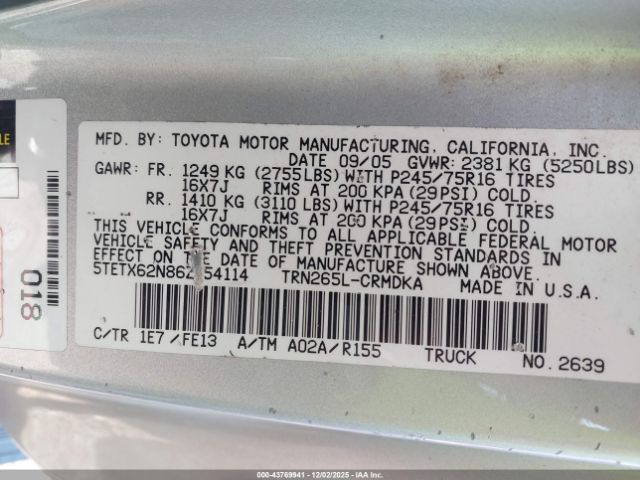 LE
018
MFD. BY: TOYOTA MOTOR MANUFACTURING, CALIFORNIA, INC.
DATE 09/05 GVWR: 2381 KG (5250LBS)
GAWR: FR. 1249 KG (2755LBS) WITH P245/75R16 TIRES
16X7J RIMS AT 200 KPA (29PSI) COLD.
RR. 1410 KG (3110 LBS) WITH P245/75R16 TIRES
16X7J RIMS AT 200 KPA (29PSI) COLD.
THIS VEHICLE CONFORMS TO ALL APPLICABLE FEDERAL MOTOR
VEHICLE SAFETY AND THEFT PREVENTION STANDARDS IN
EFFECT ON THE DATE OF MANUFACTURE SHOWN ABOVE.
TRN265L-CRMDKA MADE IN U.S.A.
C/TR 1E7 /FE13 A/TM A02A/R155 TRUCK NO. 2639
000-43769941 - 12/02/2025 - COPYRIGHT IAA, LLC.